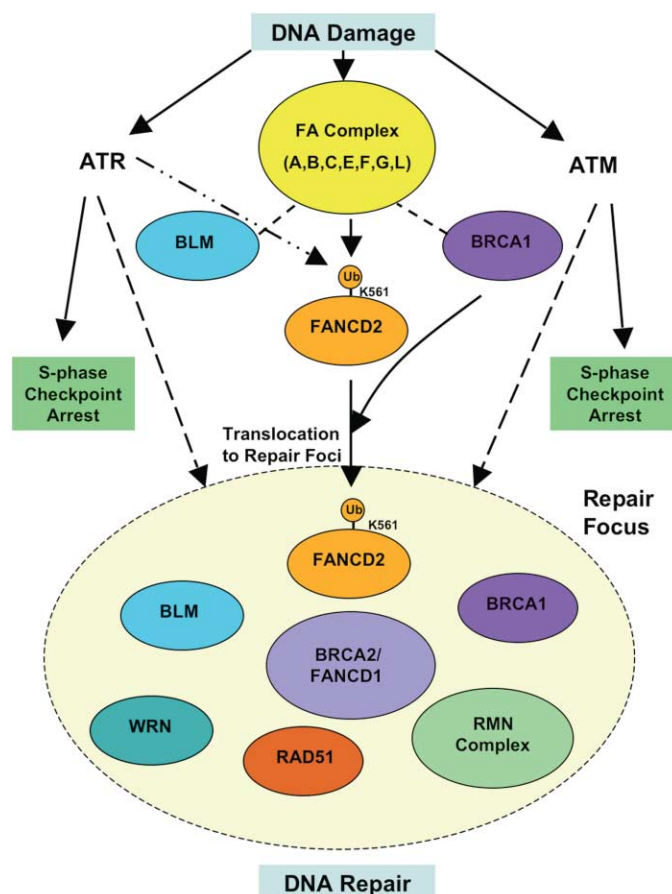 DNA Damage
FA Complex
(A,B,C,E,F,G,L)
ATR
ATM
BLM
BRCA1
Ub
K561
FANCD2
S-phase
Checkpoint
Arrest
S-phase
Checkpoint
Arrest
Translocation
to Repair Foci
Repair
Focus
Ub
K561
FANCD2
BLM
BRCA1
BRCA2/
FANCD1
WRN
RAD51
RMN
Complex
DNA Repair